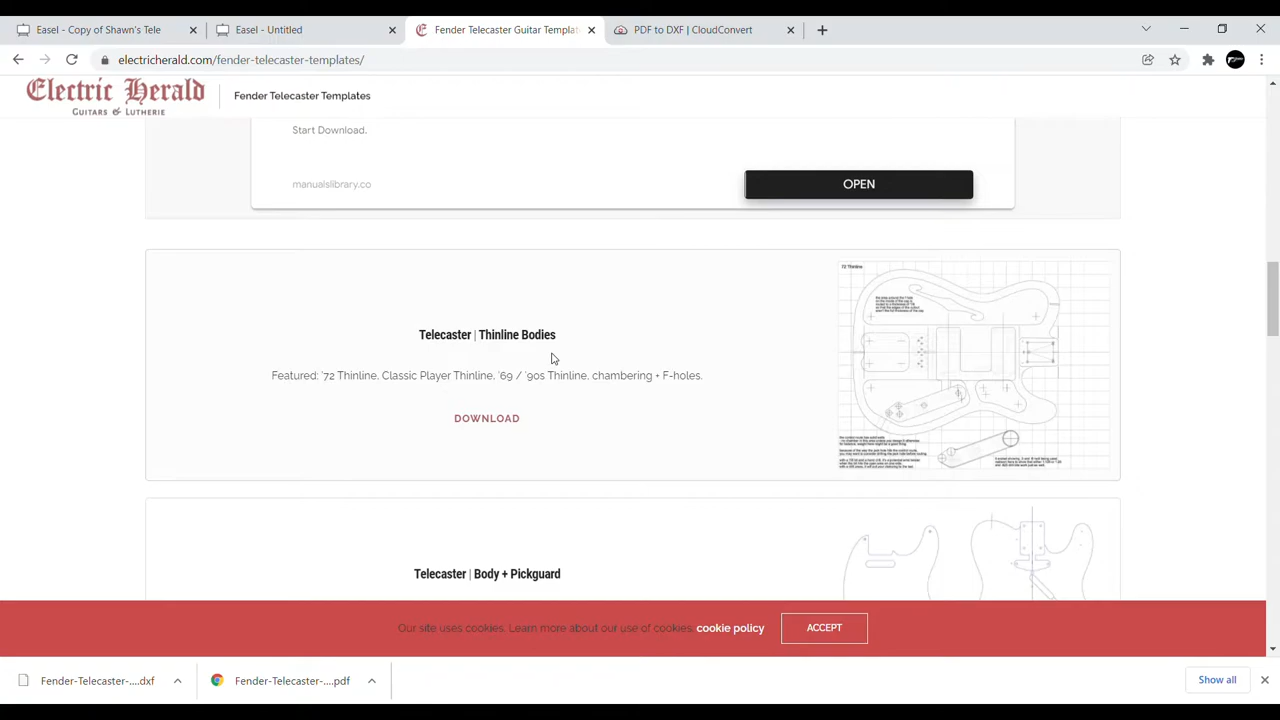 Easel - Copy of Shawn's Tele
Easel - Untitled
Fender Telecaster Guitar Templat
PDF to DXF | CloudConvert
electricherald.com/fender-telecaster-templates/
Electric Herald
GUITARS & LUTHERIE
Fender Telecaster Templates
Start Download.
manualslibrary.co
OPEN
72 Thinline
Telecaster | Thinline Bodies
Featured: '72 Thinline, Classic Player Thinline, '69 / '90s Thinline, chambering + F-holes.
DOWNLOAD
Telecaster | Body + Pickguard
Our site uses cookies. Learn more about our use of cookies: cookie policy
ACCEPT
Fender-Telecaster-....dxf
Fender-Telecaster-....pdf
Show all